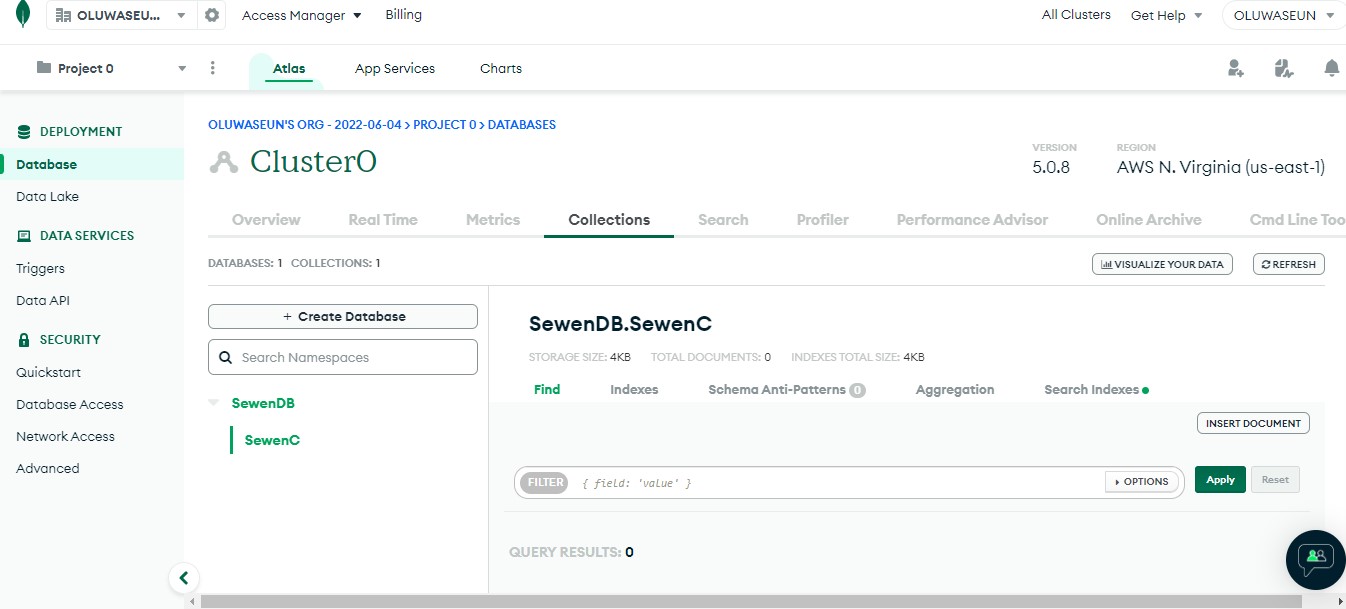 OLUWASEU... Access Manager Billing All Clusters Get Help OLUWASEUN
Project 0 Atlas App Services Charts
DEPLOYMENT
Database
Data Lake
DATA SERVICES
Triggers
Data API
SECURITY
Quickstart
Database Access
Network Access
Advanced
OLUWASEUN'S ORG - 2022-06-04 > PROJECT 0 > DATABASES
Cluster0
VERSION
5.0.8
REGION
AWS N. Virginia (us-east-1)
Overview Real Time Metrics Collections Search Profiler Performance Advisor Online Archive Cmd Line Too
DATABASES: 1 COLLECTIONS: 1
VISUALIZE YOUR DATA REFRESH
+ Create Database
Search Namespaces
SewenDB
SewenC
SewenDB.SewenC
STORAGE SIZE: 4KB TOTAL DOCUMENTS: 0 INDEXES TOTAL SIZE: 4KB
Find Indexes Schema Anti-Patterns 0 Aggregation Search Indexes
INSERT DOCUMENT
FILTER { field: 'value' } OPTIONS Apply Reset
QUERY RESULTS: 0